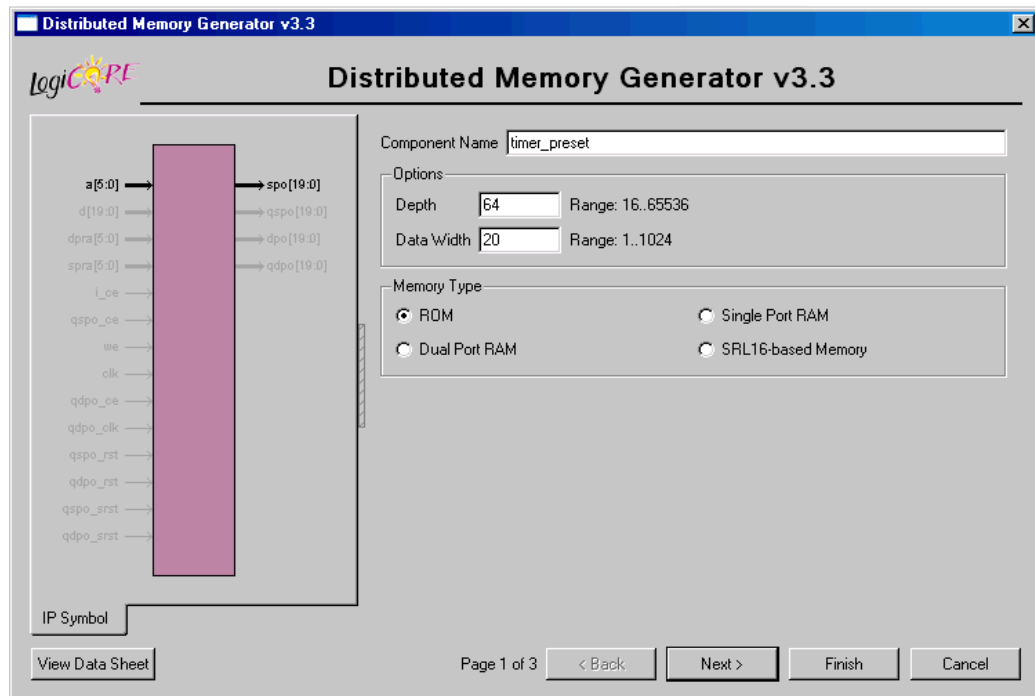 Distributed Memory Generator v3.3
LogiCORE
Distributed Memory Generator v3.3
a[5:0]
spo[19:0]
d[19:0]
qspo[19:0]
dpra[5:0]
dpo[19:0]
spra[5:0]
qdpo[19:0]
i_ce
qspo_ce
we
clk
qdpo_ce
qdpo_clk
qspo_rst
qdpo_rst
qspo_srst
qdpo_srst
IP Symbol
Component Name timer_preset
Options
Depth 64 Range: 16..65536
Data Width 20 Range: 1..1024
Memory Type
ROM
Single Port RAM
Dual Port RAM
SRL16-based Memory
View Data Sheet
Page 1 of 3
< Back
Next >
Finish
Cancel